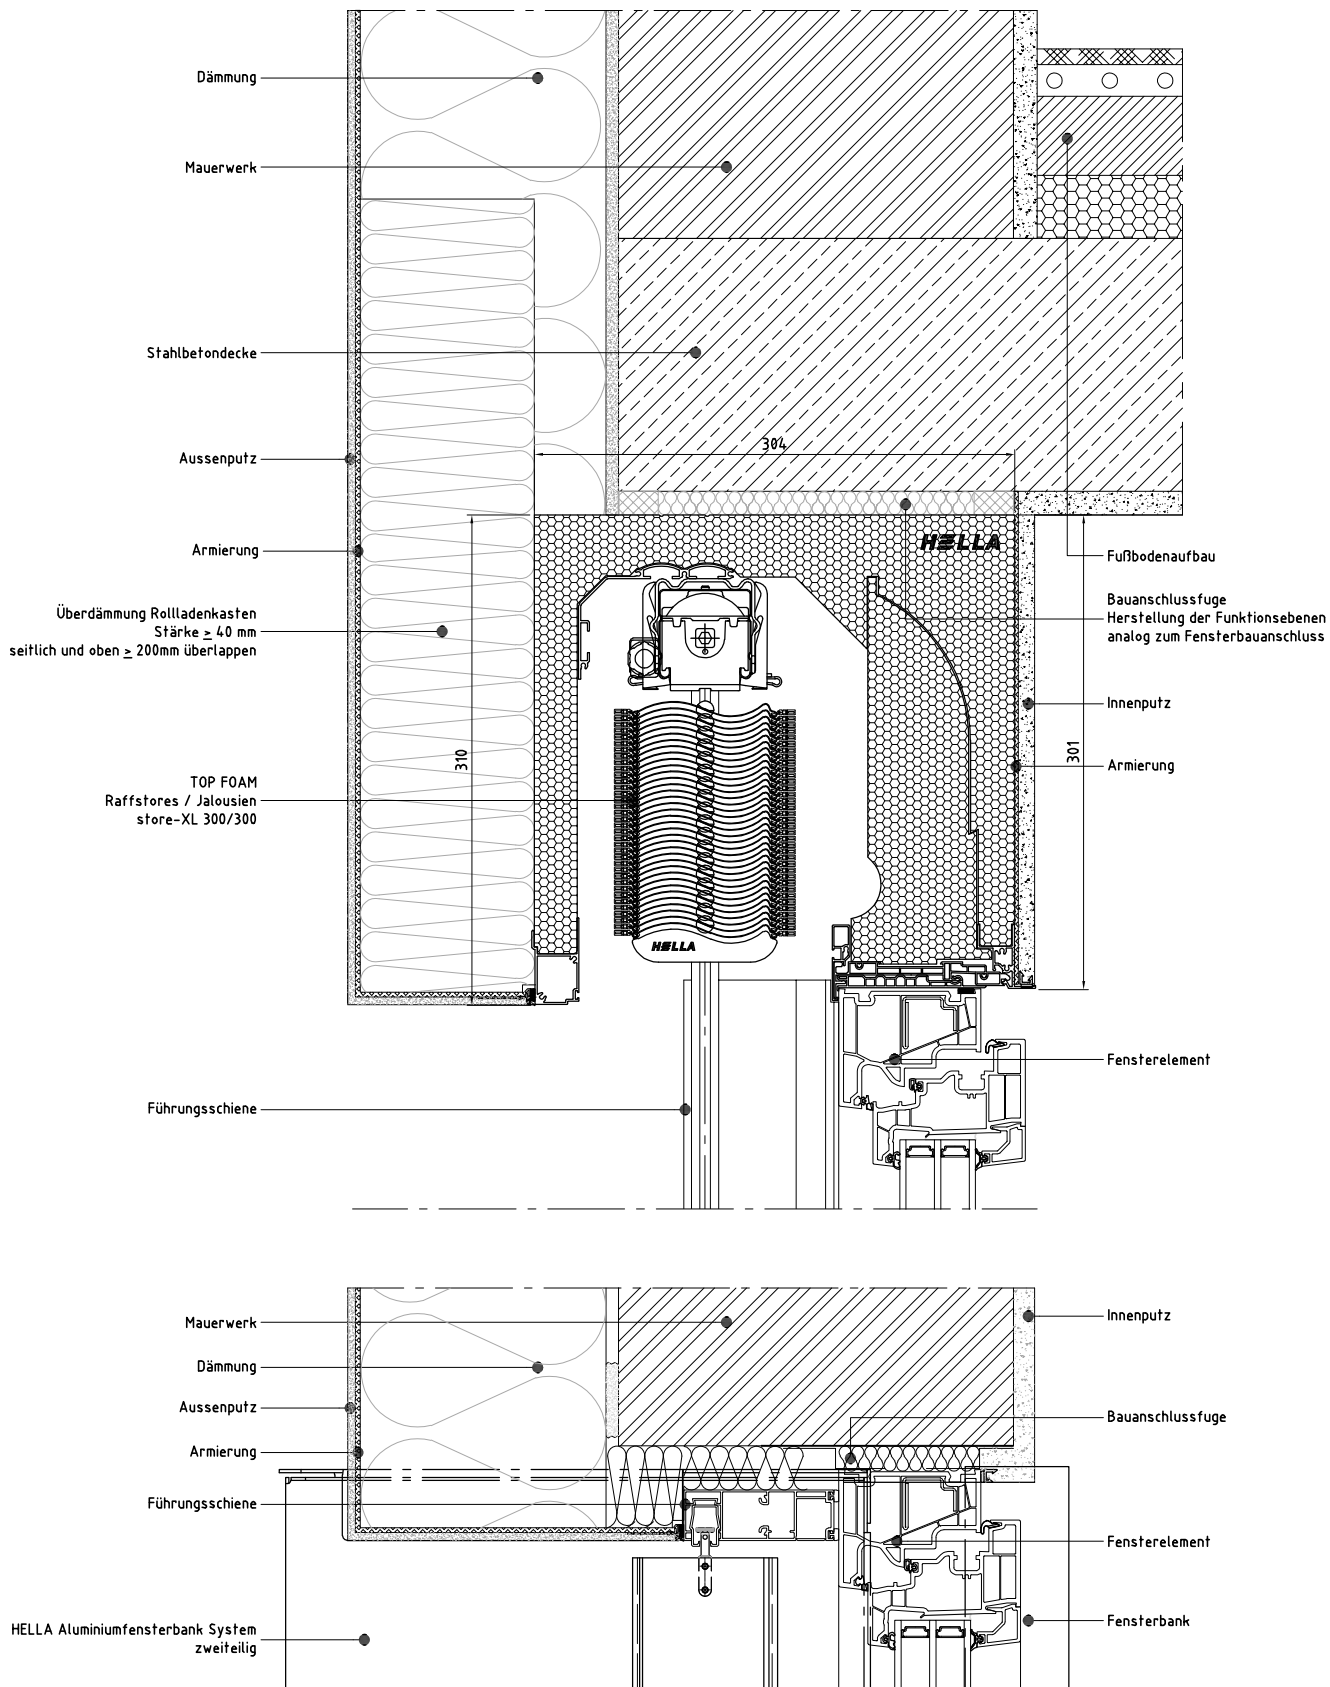 Dämmung
Mauerwerk
Stahlbetondecke
304
Aussenputz
HELLA
Armierung
Fußbodenaufbau
Überdämmung Rollladenkasten
Stärke ≥ 40 mm
seitlich und oben ≥ 200mm überlappen
Bauanschlussfuge
Herstellung der Funktionsebenen
analog zum Fensterbauanschluss
Innenputz
310
301
Armierung
TOP FOAM
Raffstores / Jalousien
store-XL 300/300
HELLA
Fensterelement
Führungsschiene
Mauerwerk
Innenputz
Dämmung
Aussenputz
Bauanschlussfuge
Armierung
Führungsschiene
Fensterelement
HELLA Aluminiumfensterbank System
zweiteilig
Fensterbank